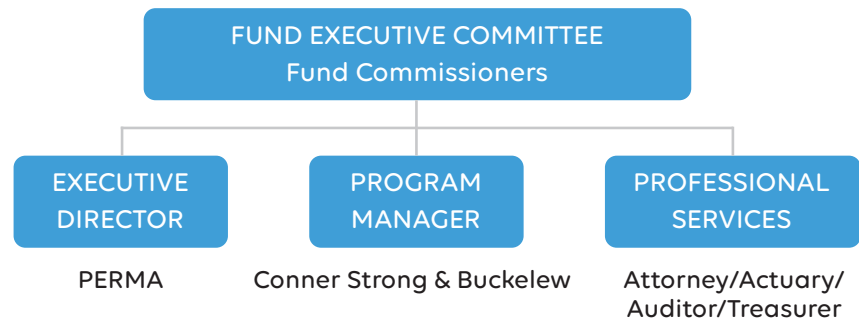 FUND EXECUTIVE COMMITTEE
Fund Commissioners
EXECUTIVE
DIRECTOR
PERMA
PROGRAM
MANAGER
Conner Strong & Buckelew
PROFESSIONAL
SERVICES
Attorney/Actuary/
Auditor/Treasurer